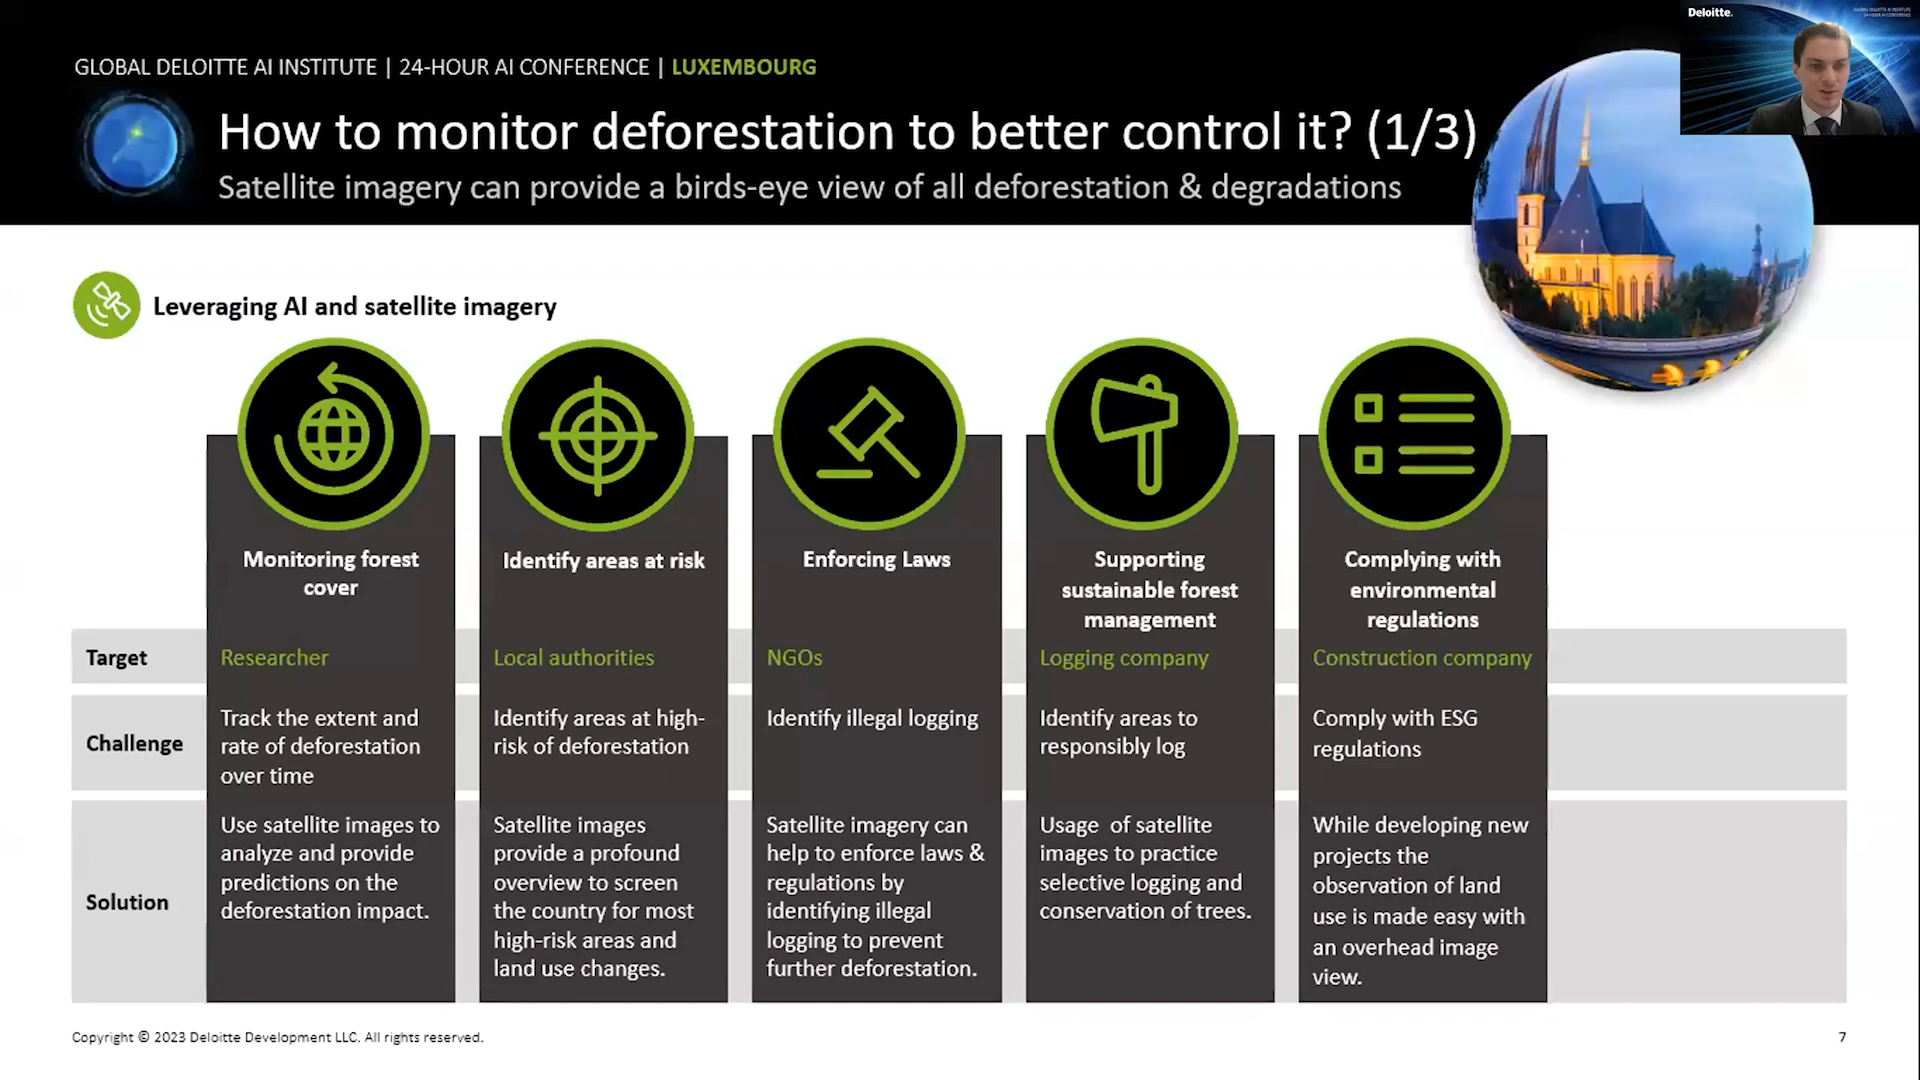 Deloitte.
GLOBAL DELOITTE AI INSTITUTE | 24-HOUR AI CONFERENCE | LUXEMBOURG
How to monitor deforestation to better control it? (1/3)
Satellite imagery can provide a birds-eye view of all deforestation & degradations
Leveraging AI and satellite imagery
Monitoring forest
cover
Identify areas at risk
Enforcing Laws
Supporting
sustainable forest
management
Complying with
environmental
regulations
Target
Researcher
Local authorities
NGOs
Logging company
Construction company
Challenge
Track the extent and
rate of deforestation
over time
Identify areas at high-
risk of deforestation
Identify illegal logging
Identify areas to
responsibly log
Comply with ESG
regulations
Solution
Use satellite images to
analyze and provide
predictions on the
deforestation impact.
Satellite images
provide a profound
overview to screen
the country for most
high-risk areas and
land use changes.
Satellite imagery can
help to enforce laws &
regulations by
identifying illegal
logging to prevent
further deforestation.
Usage of satellite
images to practice
selective logging and
conservation of trees.
While developing new
projects the
observation of land
use is made easy with
an overhead image
view.
Copyright © 2023 Deloitte Development LLC. All rights reserved.
7